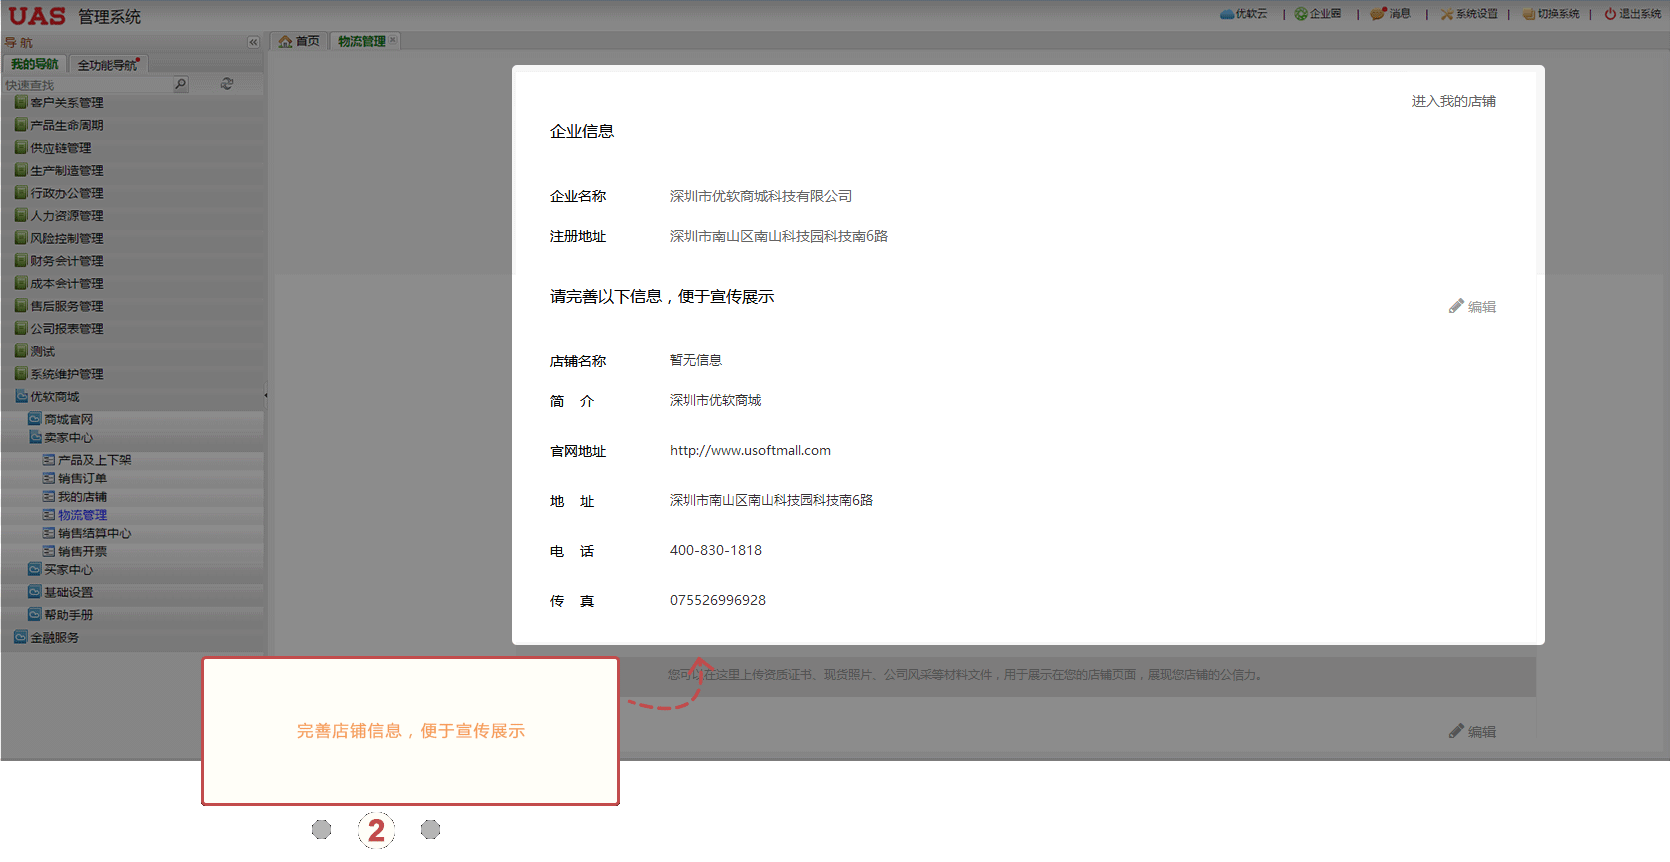 UAS 管理系统
优软云 | 企业圈 | 消息 | 系统设置 | 切换系统 | 退出系统
导航
首页 物流管理
我的导航 全功能导航
快速查找
客户关系管理
产品生命周期
供应链管理
生产制造管理
行政办公管理
人力资源管理
风险控制管理
财务会计管理
成本会计管理
售后服务管理
公司报表管理
测试
系统维护管理
优软商城
商城官网
卖家中心
产品及上下架
销售订单
我的店铺
物流管理
销售结算中心
销售开票
买家中心
基础设置
帮助手册
金融服务
进入我的店铺
企业信息
企业名称 深圳市优软商城科技有限公司
注册地址 深圳市南山区南山科技园科技南6路
请完善以下信息，便于宣传展示
编辑
店铺名称 暂无信息
简 介 深圳市优软商城
官网地址 http://www.usoftmall.com
地 址 深圳市南山区南山科技园科技南6路
电 话 400-830-1818
传 真 075526996928
您可以在这里上传资质证书、现货照片、公司风采等材料文件，用于展示在您的店铺页面，展现您店铺的公信力。
编辑
完善店铺信息，便于宣传展示
2